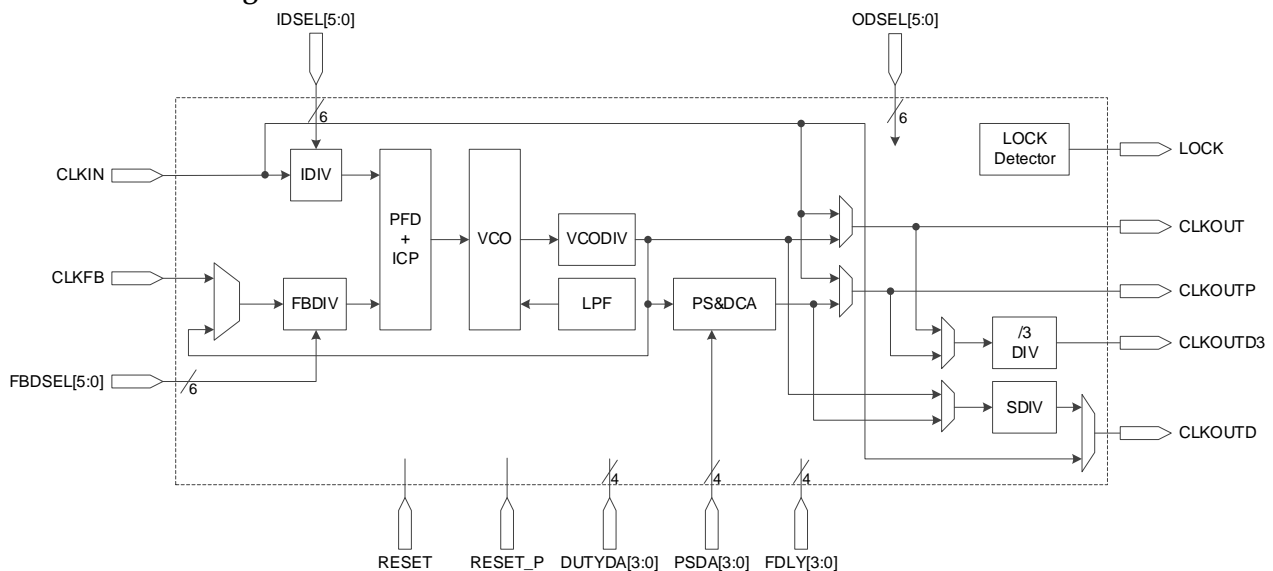 IDSEL[5:0]
ODSEL[5:0]
6
6
LOCK
Detector
LOCK
CLKIN
IDIV
PFD
+
ICP
VCO
VCODIV
CLKOUT
CLKFB
FBDIV
LPF
PS&DCA
CLKOUTP
/3
DIV
CLKOUTD3
FBDSEL[5:0]
6
SDIV
CLKOUTD
4
4
4
RESET
RESET_P
DUTYDA[3:0]
PSDA[3:0]
FDLY[3:0]